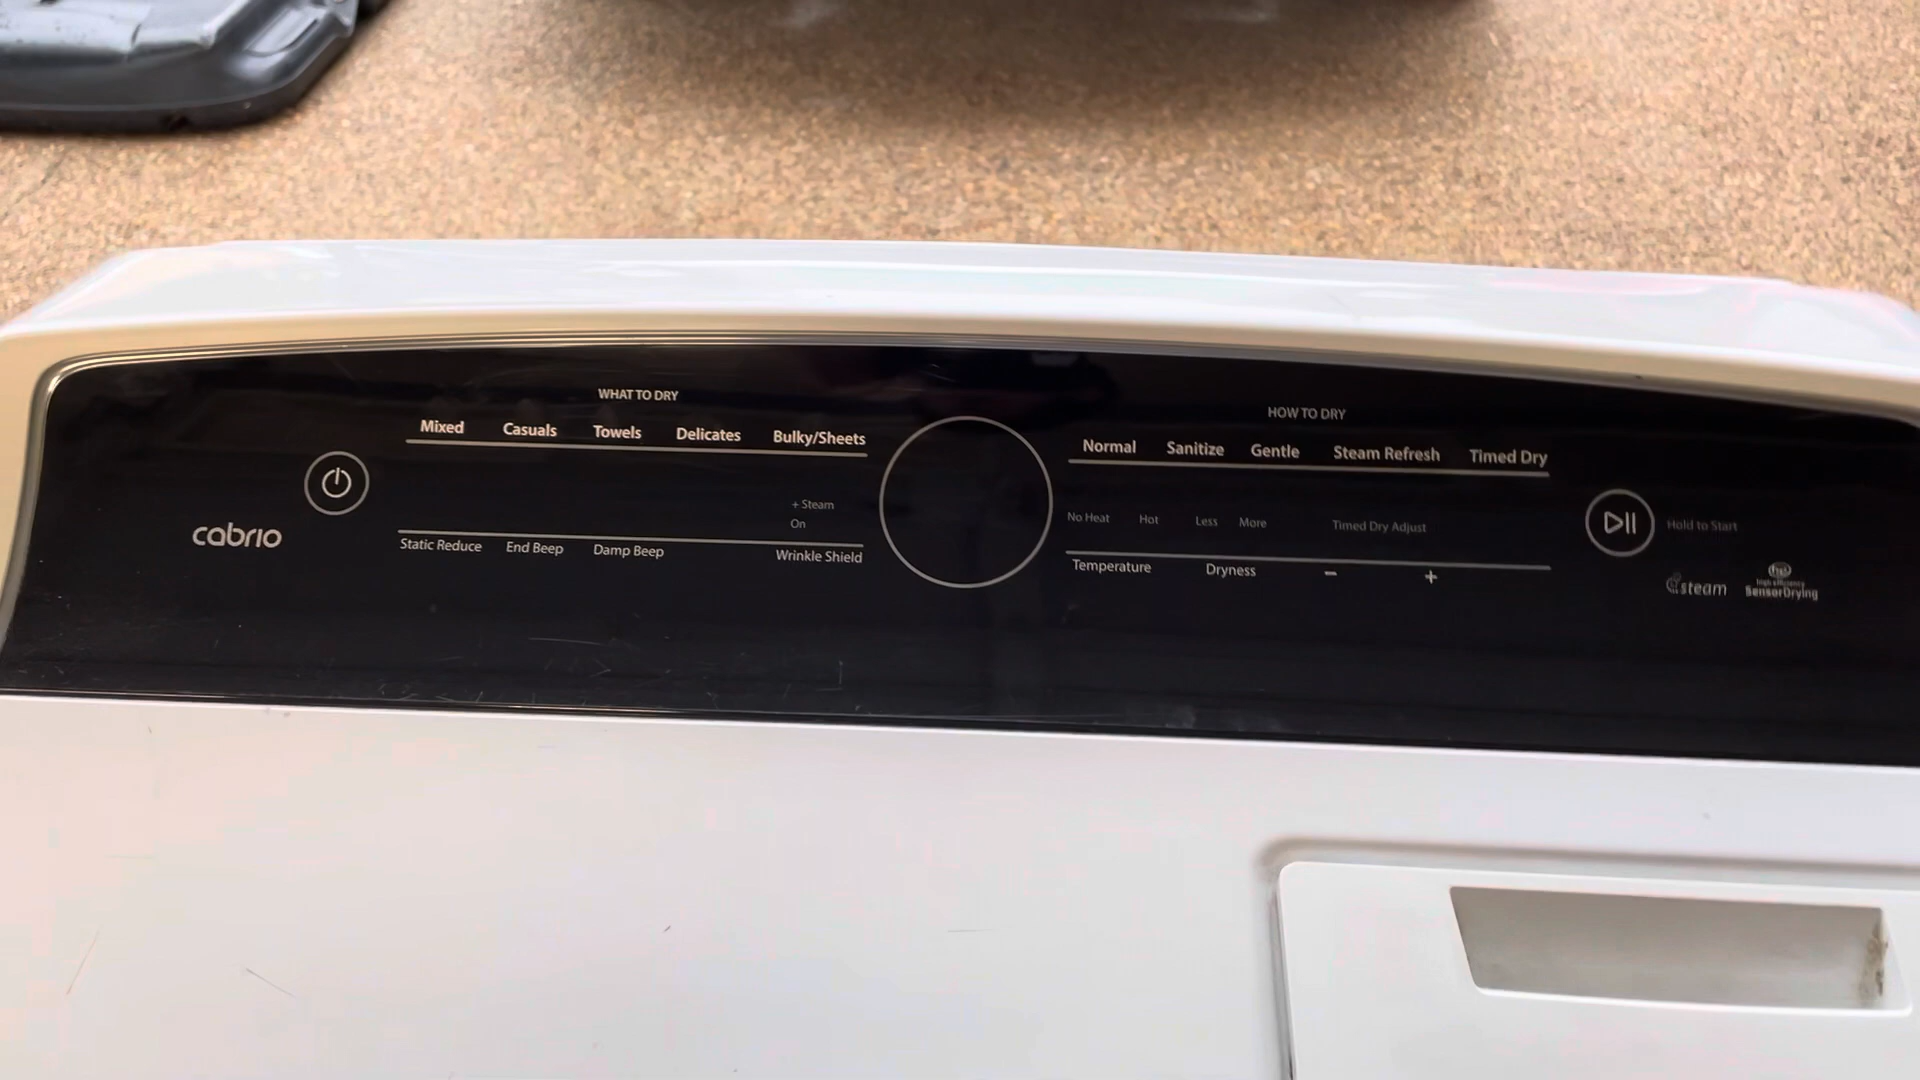 WHAT TO DRY
Mixed Casuals Towels Delicates Bulky/Sheets
+ Steam
On
Static Reduce End Beep Damp Beep Wrinkle Shield
cabrio
HOW TO DRY
Normal Sanitize Gentle Steam Refresh Timed Dry
No Heat Hot Less More Timed Dry Adjust
Temperature Dryness − +
Hold to Start
steam
high efficiency
SensorDrying